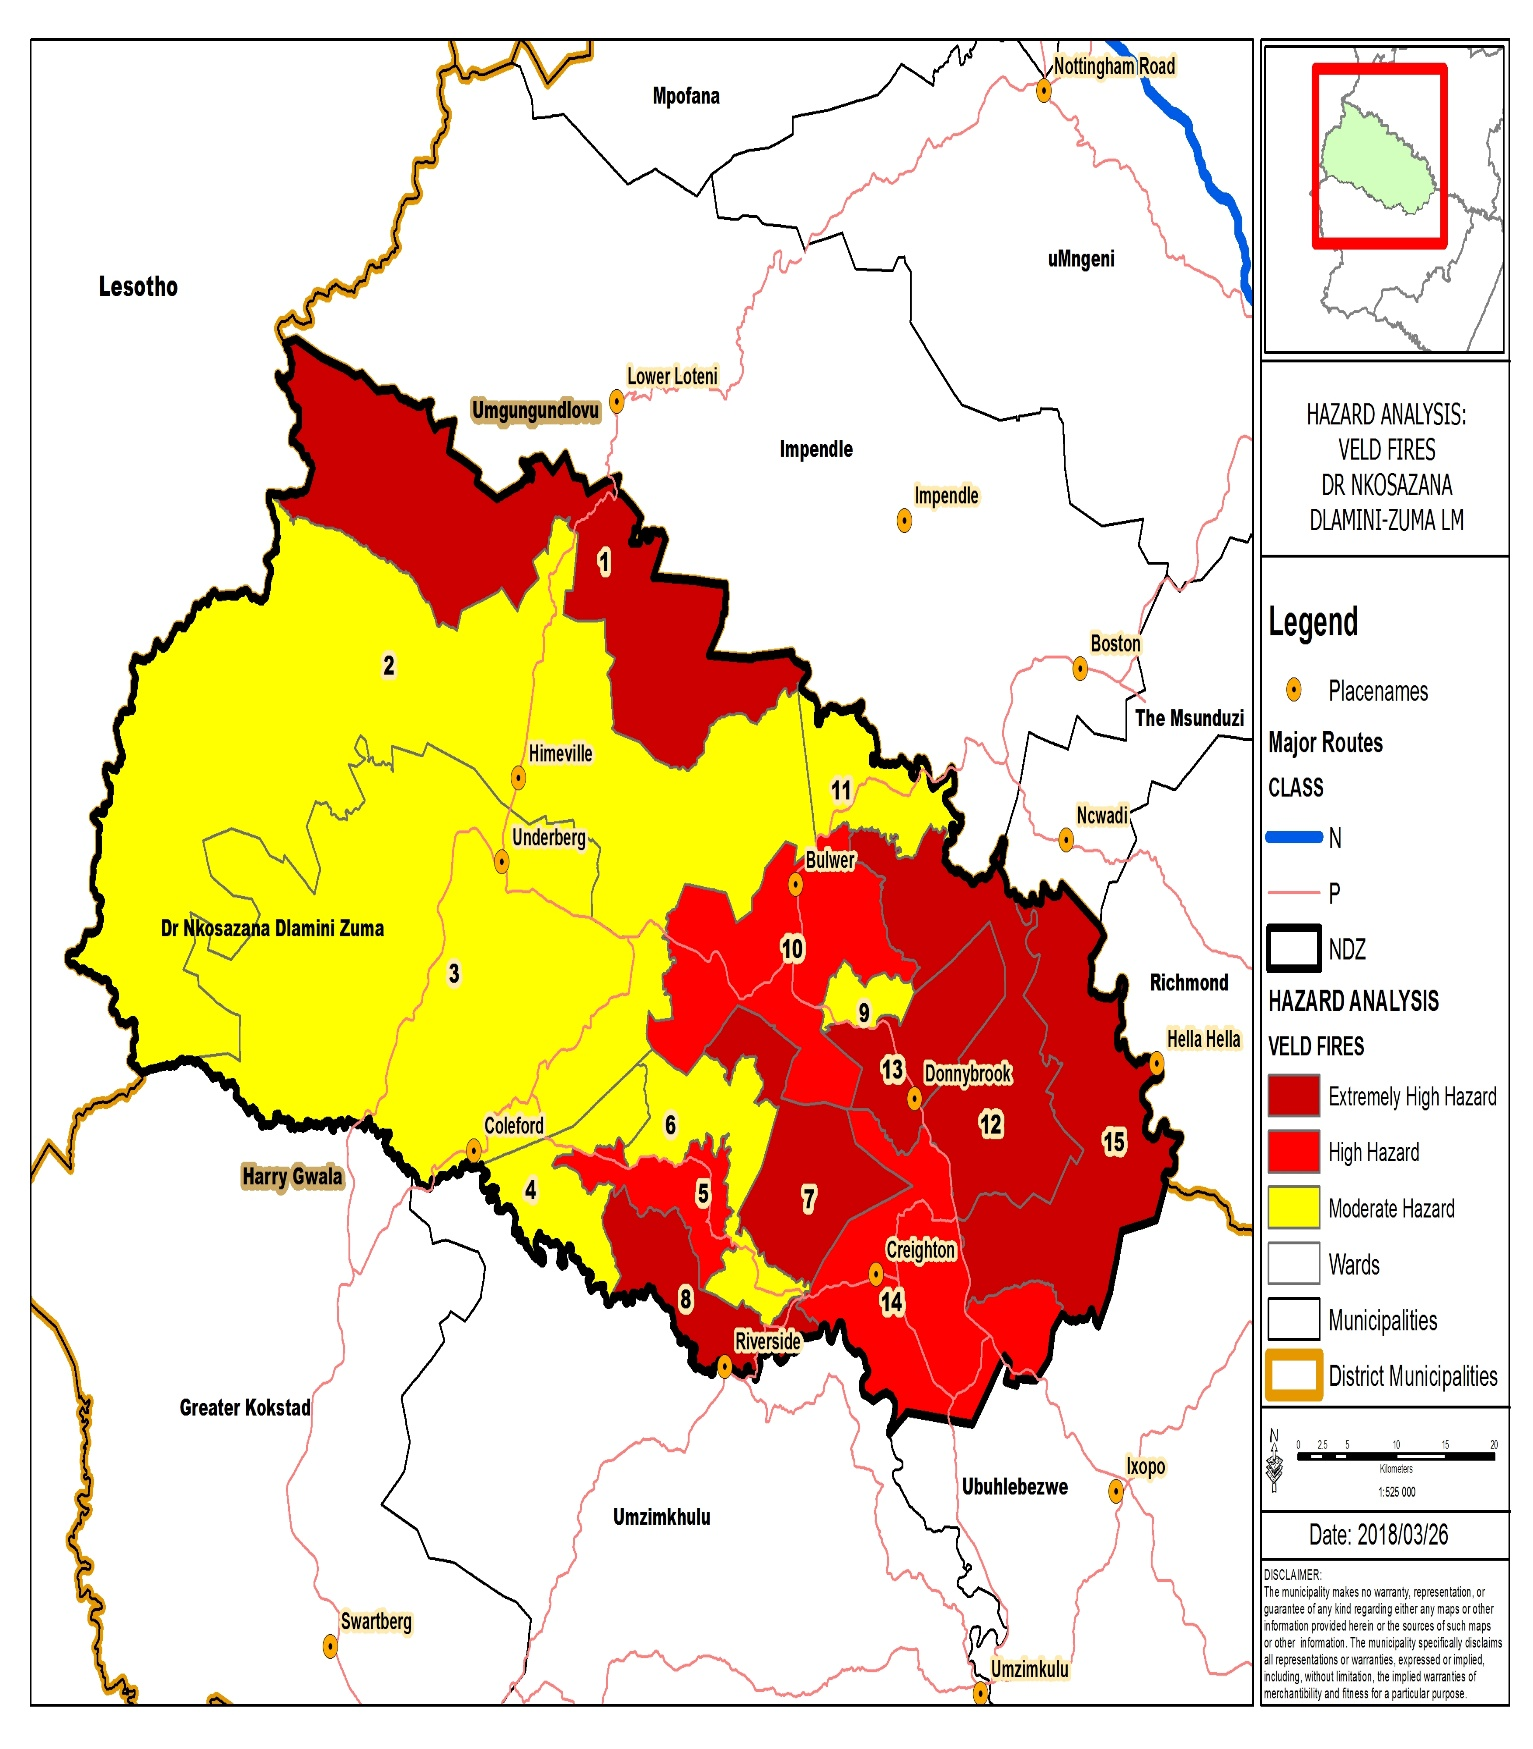 Nottingham Road
Mpofana
uMngeni
Lesotho
Lower Loteni
Umgungundlovu
Impendle
Impendle
1
Boston
2
The Msunduzi
Himeville
11
Ncwadi
Underberg
Bulwer
Dr Nkosazana Dlamini Zuma
10
3
Richmond
9
Hella Hella
13
Donnybrook
Coleford
6
12
15
Harry Gwala
4
5
7
Creighton
8
14
Riverside
Greater Kokstad
Ixopo
Ubuhlebezwe
Umzimkhulu
Swartberg
Umzimkulu
HAZARD ANALYSIS:
VELD FIRES
DR NKOSAZANA
DLAMINI-ZUMA LM
Legend
Placenames
Major Routes
CLASS
N
P
NDZ
HAZARD ANALYSIS
VELD FIRES
Extremely High Hazard
High Hazard
Moderate Hazard
Wards
Municipalities
District Municipalities
N
0 2.5 5 10 15 20
Kilometers
1:525 000
Date: 2018/03/26
DISCLAIMER:
The municipality makes no warranty, representation, or
guarantee of any kind regarding either any maps or other
information provided herein or the sources of such maps
or other information. The municipality specifically disclaims
all representations or warranties, expressed or implied,
including, without limitation, the implied warranties of
merchantibility and fitness for a particular purpose.